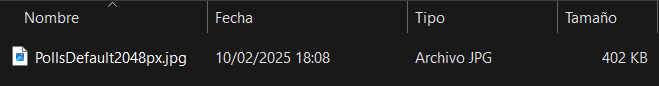 Nombre Fecha Tipo Tamaño
PollsDefault2048px.jpg 10/02/2025 18:08 Archivo JPG 402 KB